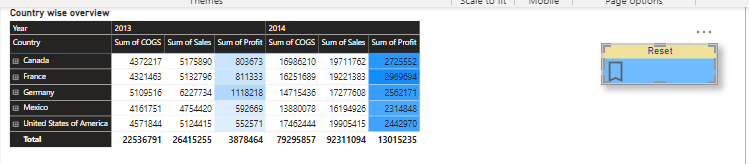 Themes Scale to fit Mobile Page options
Country wise overview
Year 2013 2014
Country Sum of COGS Sum of Sales Sum of Profit Sum of COGS Sum of Sales Sum of Profit
Canada 4372217 5175890 803673 16986210 19711762 2725552
France 4321463 5132796 811333 16251689 19221383 2969694
Germany 5109516 6227734 1118218 14715436 17277608 2562171
Mexico 4161751 4754420 592669 13880078 16194926 2314848
United States of America 4571844 5124415 552571 17462444 19905415 2442970
Total 22536791 26415255 3878464 79295857 92311094 13015235
Reset